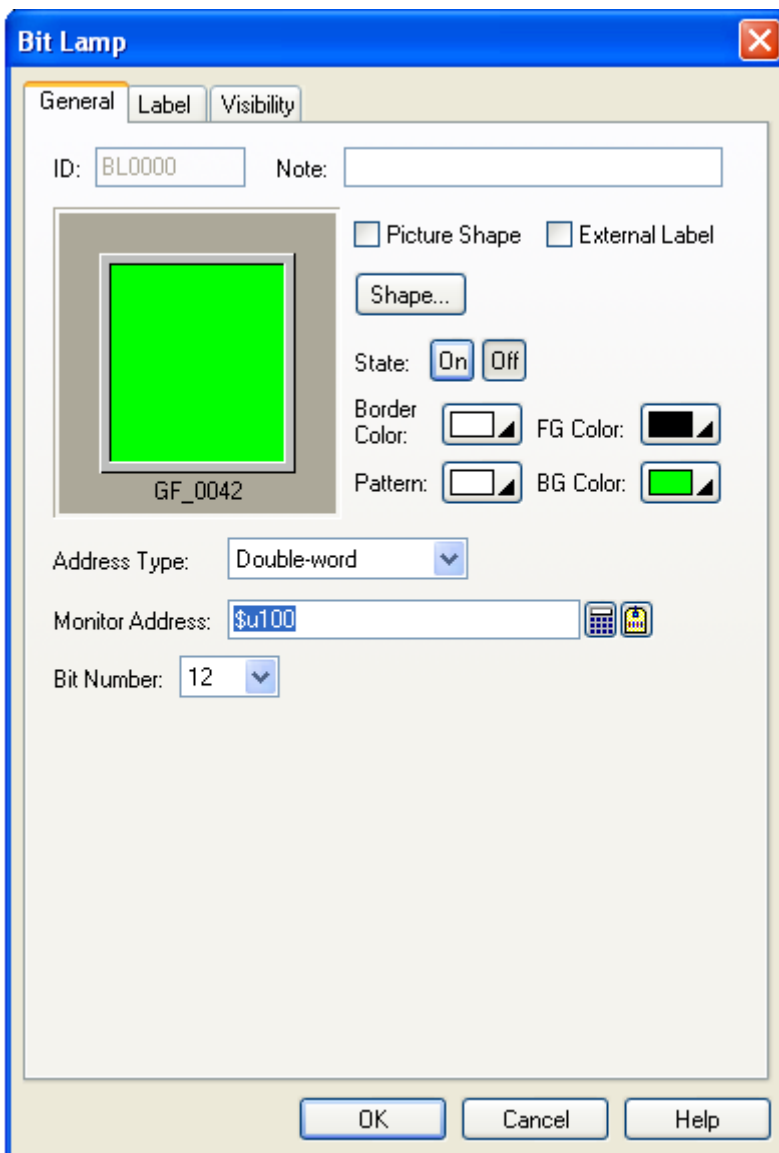 Bit Lamp
General Label Visibility
ID: BL0000 Note:
Picture Shape External Label
Shape...
State: On Off
Border Color: FG Color:
GF_0042
Pattern: BG Color:
Address Type: Double-word
Monitor Address: $u100
Bit Number: 12
OK Cancel Help